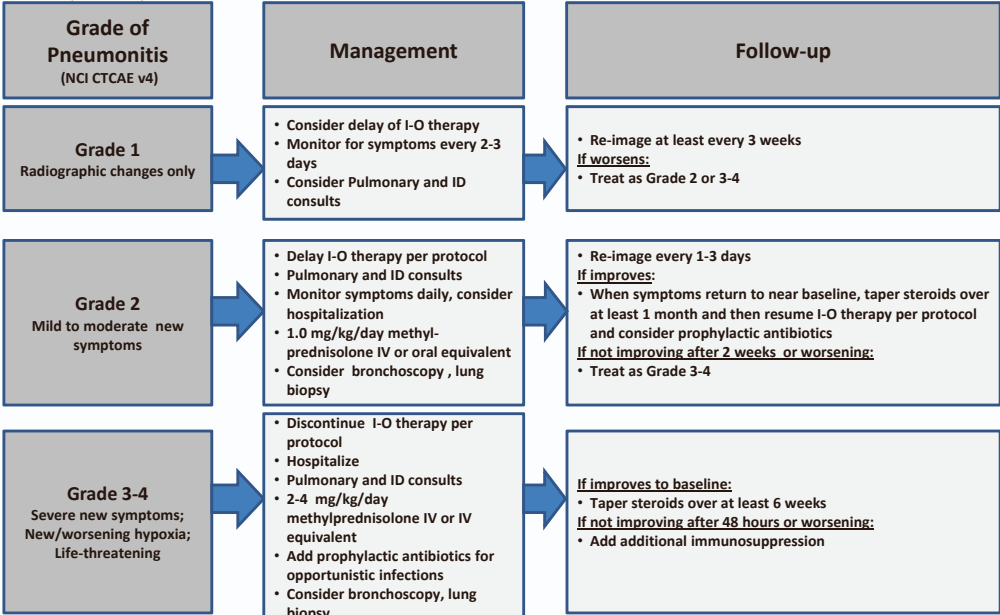 Grade of
Pneumonitis
(NCI CTCAE v4)
Management
Follow-up
Grade 1
Radiographic changes only
• Consider delay of I-O therapy
• Monitor for symptoms every 2-3
days
• Consider Pulmonary and ID
consults
• Re-image at least every 3 weeks
If worsens:
• Treat as Grade 2 or 3-4
Grade 2
Mild to moderate new
symptoms
• Delay I-O therapy per protocol
• Pulmonary and ID consults
• Monitor symptoms daily, consider
hospitalization
• 1.0 mg/kg/day methyl-
prednisolone IV or oral equivalent
• Consider bronchoscopy , lung
biopsy
• Re-image every 1-3 days
If improves:
• When symptoms return to near baseline, taper steroids over
at least 1 month and then resume I-O therapy per protocol
and consider prophylactic antibiotics
If not improving after 2 weeks or worsening:
• Treat as Grade 3-4
Grade 3-4
Severe new symptoms;
New/worsening hypoxia;
Life-threatening
• Discontinue I-O therapy per
protocol
• Hospitalize
• Pulmonary and ID consults
• 2-4 mg/kg/day
methylprednisolone IV or IV
equivalent
• Add prophylactic antibiotics for
opportunistic infections
• Consider bronchoscopy, lung
biopsy
If improves to baseline:
• Taper steroids over at least 6 weeks
If not improving after 48 hours or worsening:
• Add additional immunosuppression